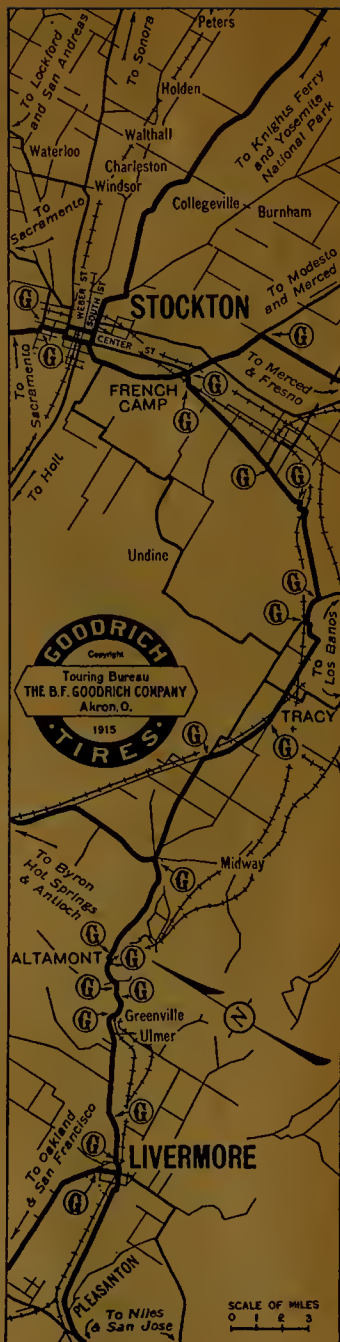 Peters
To Lockford
and San Andreas
To Sonora
Holden
To Knights Ferry
and Yosemite
National Park
Walthall
Waterloo
Charleston
Windsor
Collegeville
Burnham
To
Sacramento
To Modesto
and Merced
G
WEBER ST
SOUTH ST
STOCKTON
G
G
CENTER ST
G
To
Sacramento
FRENCH
CAMP
G
G
To Merced
& Fresno
To Holt
G
G
Undine
G
G
GOODRICH
Copyright
Touring Bureau
THE B.F. GOODRICH COMPANY
Akron, O.
1915
TIRES
To
Los Banos
TRACY
G
G
To Byron
Hot Springs
& Antioch
Midway
G
G
ALTAMONT
G
G
G
G
Greenville
Ulmer
N
G
To Oakland
& San Francisco
G
LIVERMORE
G
PLEASANTON
To Niles
& San Jose
SCALE OF MILES
0 1 2 3